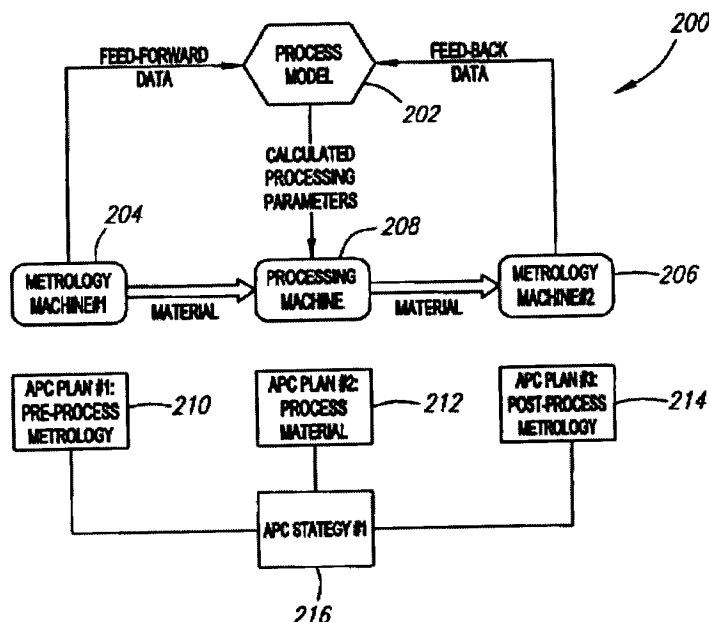 200
FEED-FORWARD
DATA
PROCESS
MODEL
FEED-BACK
DATA
202
CALCULATED
PROCESSING
PARAMETERS
204
208
METROLOGY
MACHINE#1
MATERIAL
PROCESSING
MACHINE
MATERIAL
METROLOGY
MACHINE#2
206
APC PLAN #1:
PRE-PROCESS
METROLOGY
210
APC PLAN #2:
PROCESS
MATERIAL
212
APC PLAN #3:
POST-PROCESS
METROLOGY
214
APC STATEGY #1
216